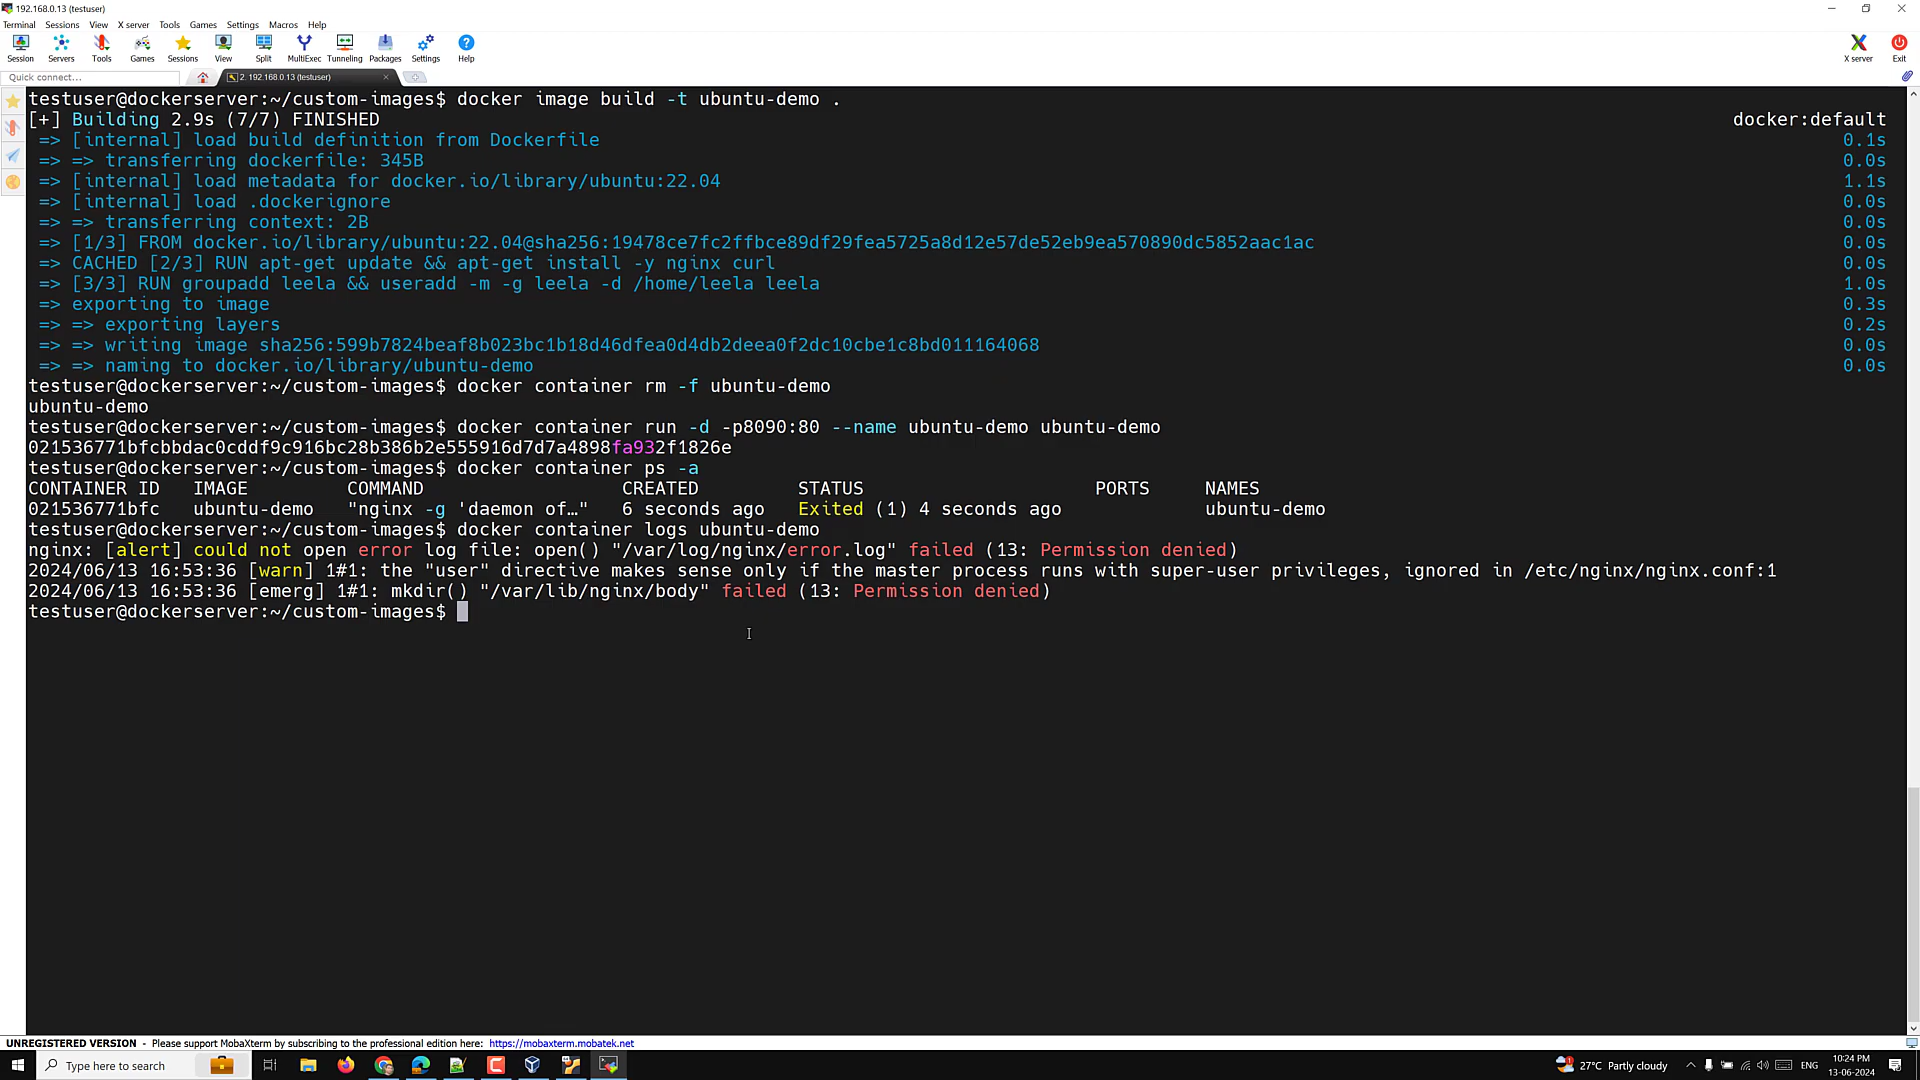 192.168.0.13 (testuser)
Terminal Sessions View X server Tools Games Settings Macros Help
Session Servers Tools Games Sessions View Split MultiExec Tunneling Packages Settings Help X server Exit
Quick connect... 2. 192.168.0.13 (testuser)
testuser@dockerserver:~/custom-images$ docker image build -t ubuntu-demo .
[+] Building 2.9s (7/7) FINISHED docker:default
=> [internal] load build definition from Dockerfile 0.1s
=> => transferring dockerfile: 345B 0.0s
=> [internal] load metadata for docker.io/library/ubuntu:22.04 1.1s
=> [internal] load .dockerignore 0.0s
=> => transferring context: 2B 0.0s
=> [1/3] FROM docker.io/library/ubuntu:22.04@sha256:19478ce7fc2ffbce89df29fea5725a8d12e57de52eb9ea570890dc5852aac1ac 0.0s
=> CACHED [2/3] RUN apt-get update && apt-get install -y nginx curl 0.0s
=> [3/3] RUN groupadd leela && useradd -m -g leela -d /home/leela leela 1.0s
=> exporting to image 0.3s
=> => exporting layers 0.2s
=> => writing image sha256:599b7824beaf8b023bc1b18d46dfea0d4db2deea0f2dc10cbe1c8bd011164068 0.0s
=> => naming to docker.io/library/ubuntu-demo 0.0s
testuser@dockerserver:~/custom-images$ docker container rm -f ubuntu-demo
ubuntu-demo
testuser@dockerserver:~/custom-images$ docker container run -d -p8090:80 --name ubuntu-demo ubuntu-demo
021536771bfcbbdac0cddf9c916bc28b386b2e555916d7d7a4898fa932f1826e
testuser@dockerserver:~/custom-images$ docker container ps -a
CONTAINER ID IMAGE COMMAND CREATED STATUS PORTS NAMES
021536771bfc ubuntu-demo "nginx -g 'daemon of…" 6 seconds ago Exited (1) 4 seconds ago ubuntu-demo
testuser@dockerserver:~/custom-images$ docker container logs ubuntu-demo
nginx: [alert] could not open error log file: open() "/var/log/nginx/error.log" failed (13: Permission denied)
2024/06/13 16:53:36 [warn] 1#1: the "user" directive makes sense only if the master process runs with super-user privileges, ignored in /etc/nginx/nginx.conf:1
2024/06/13 16:53:36 [emerg] 1#1: mkdir() "/var/lib/nginx/body" failed (13: Permission denied)
testuser@dockerserver:~/custom-images$
UNREGISTERED VERSION - Please support MobaXterm by subscribing to the professional edition here: https://mobaxterm.mobatek.net
Type here to search 27°C Partly cloudy ENG 10:24 PM
13-06-2024